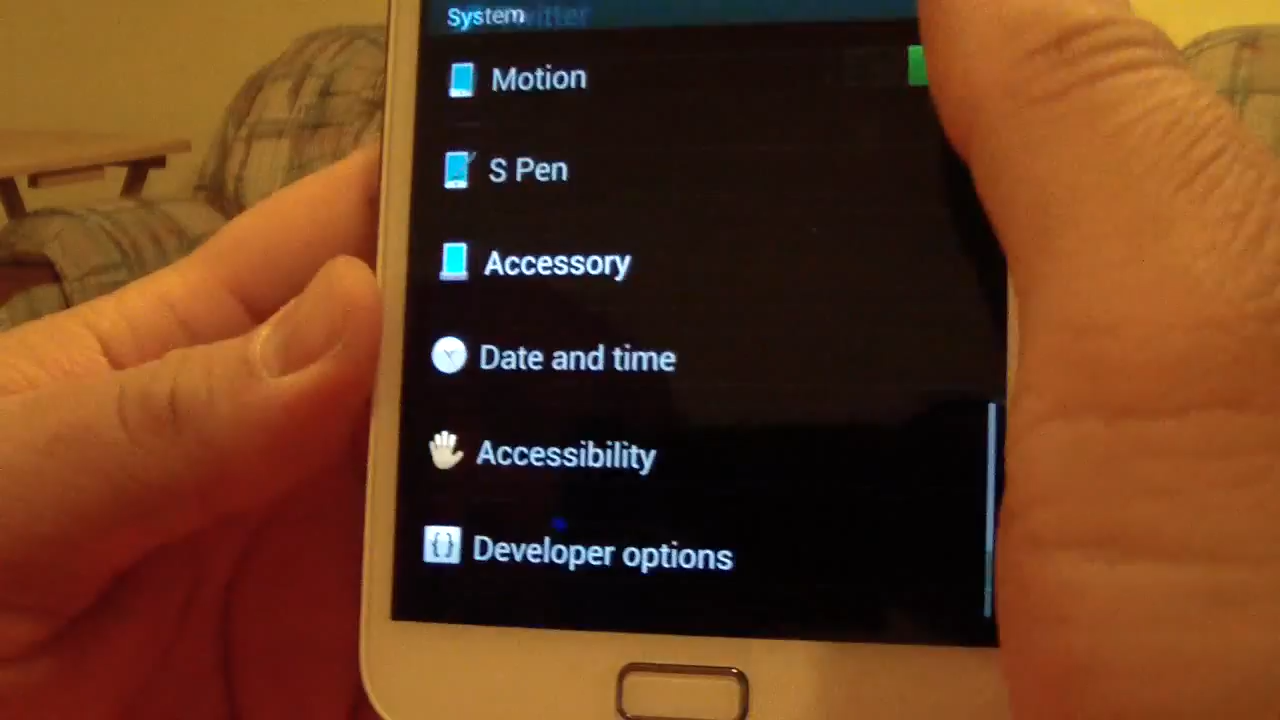 System
Motion
S Pen
Accessory
Date and time
Accessibility
Developer options